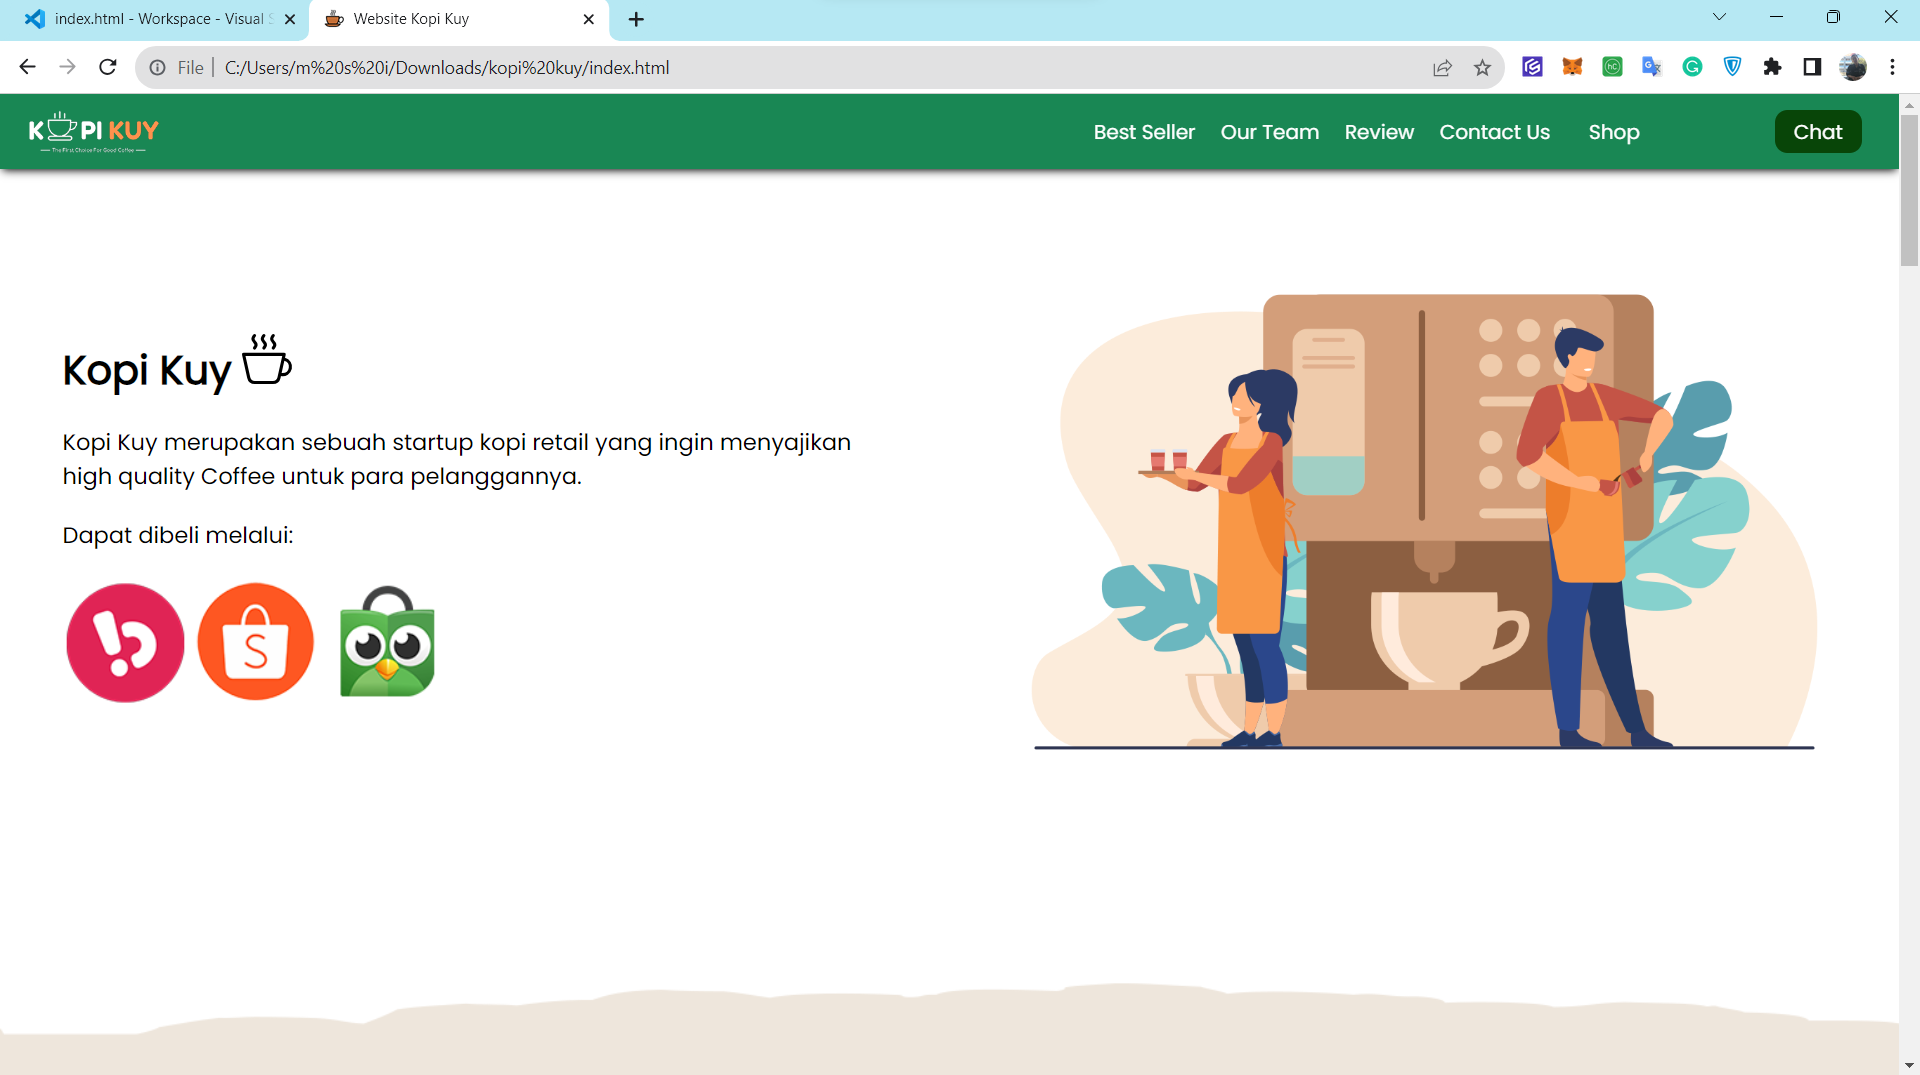 index.html - Workspace - Visual S
Website Kopi Kuy
File
C:/Users/m%20s%20i/Downloads/kopi%20kuy/index.html
KOPI KUY
The First Choice For Good Coffee
Best Seller
Our Team
Review
Contact Us
Shop
Chat
Kopi Kuy
Kopi Kuy merupakan sebuah startup kopi retail yang ingin menyajikan
high quality Coffee untuk para pelanggannya.
Dapat dibeli melalui:
S